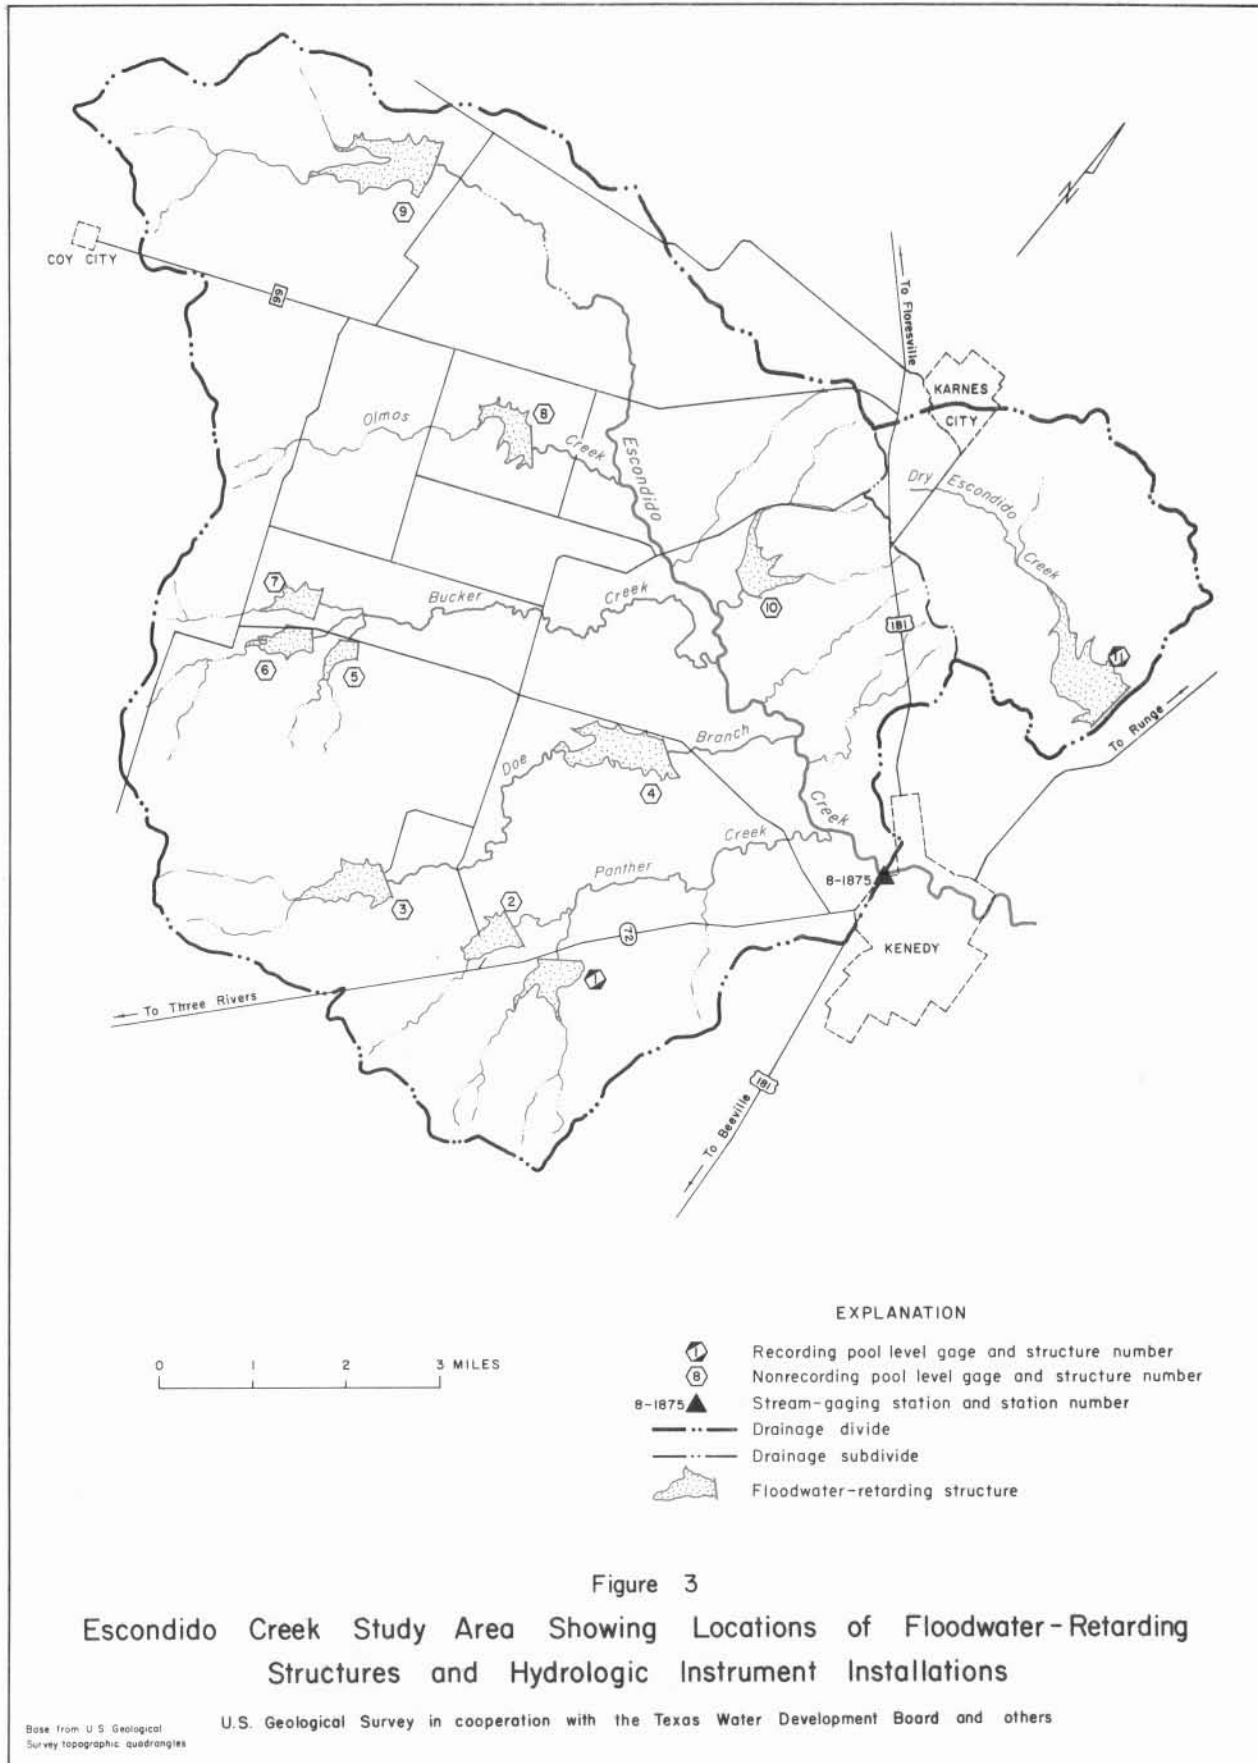 N
9
COY CITY
99
To Floresville
KARNES
CITY
8
Olmos
Creek
Escondido
Dry Escondido
Creek
7
Bucker
Creek
10
181
11
6
5
To Runge
Doe
Branch
4
Creek
Creek
Panther
8-1875
3
2
72
KENEDY
1
To Three Rivers
181
To Beeville
EXPLANATION
0 1 2 3 MILES
1 Recording pool level gage and structure number
8 Nonrecording pool level gage and structure number
8-1875 Stream-gaging station and station number
Drainage divide
Drainage subdivide
Floodwater-retarding structure
Figure 3
Escondido Creek Study Area Showing Locations of Floodwater-Retarding
Structures and Hydrologic Instrument Installations
U.S. Geological Survey in cooperation with the Texas Water Development Board and others
Base from U.S. Geological
Survey topographic quadrangles